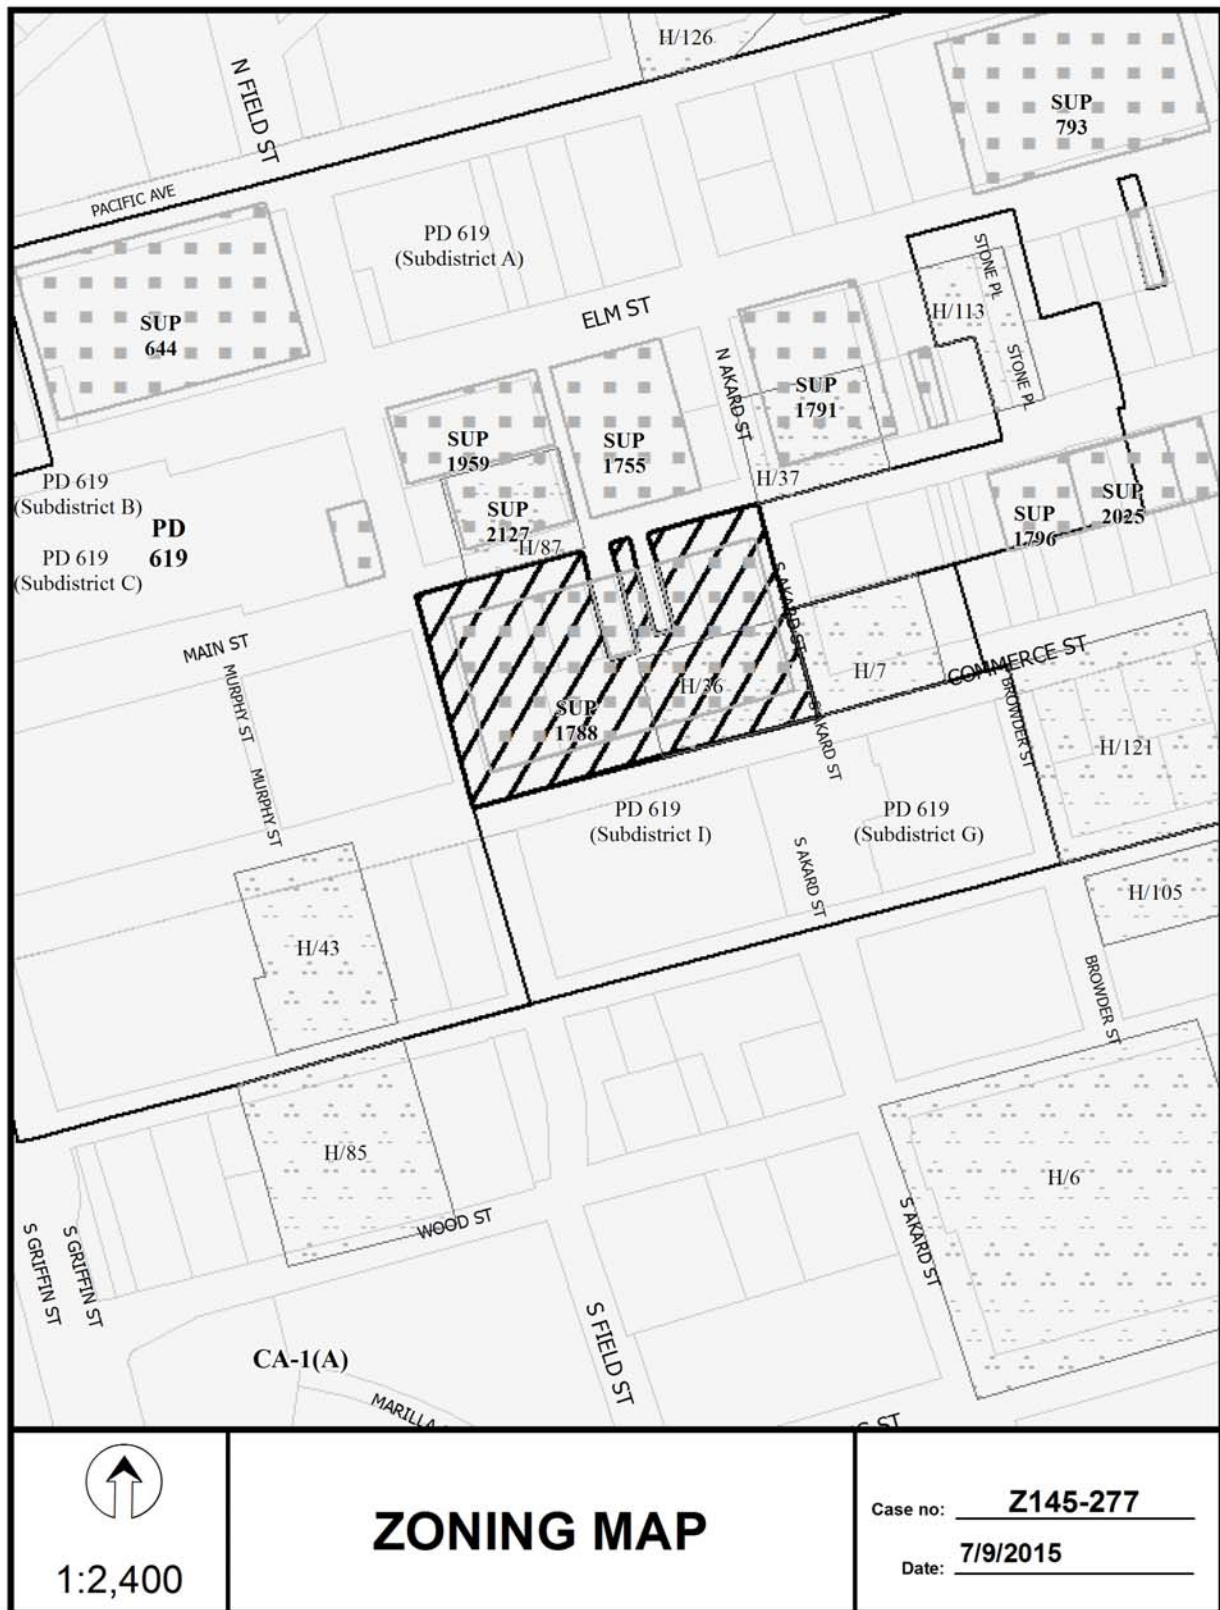 H/126
N FIELD ST
SUP
793
PACIFIC AVE
PD 619
(Subdistrict A)
STONE PL
ELM ST
H/113
SUP
644
STONE PL
N AKARD ST
SUP
1791
SUP
1959
SUP
1755
H/37
PD 619
(Subdistrict B)
PD
619
SUP
2127
H/87
SUP
1796
SUP
2025
PD 619
(Subdistrict C)
S AKARD ST
MAIN ST
MURPHY ST
H/36
H/7
COMMERCE ST
SUP
1788
S AKARD ST
BROWDER ST
H/121
MURPHY ST
PD 619
(Subdistrict I)
PD 619
(Subdistrict G)
S AKARD ST
H/105
H/43
BROWDER ST
H/85
H/6
WOOD ST
S AKARD ST
S GRIFFIN ST
S GRIFFIN ST
S FIELD ST
CA-1(A)
MARILLA
ST
1:2,400
ZONING MAP
Case no: Z145-277
Date: 7/9/2015